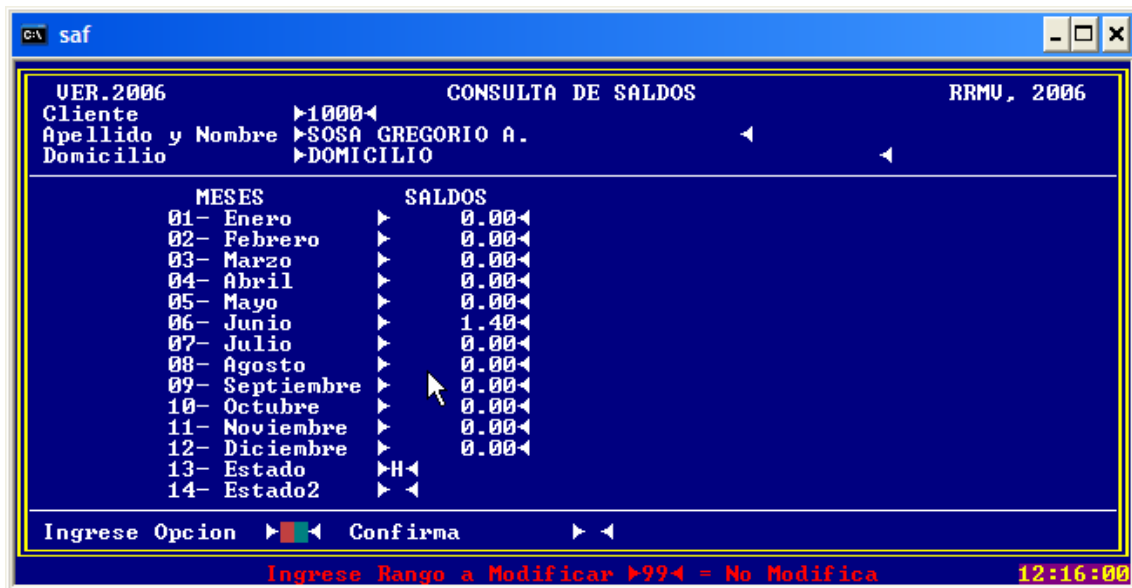 saf
VER.2006 CONSULTA DE SALDOS RRMV, 2006
Cliente ►1000◄
Apellido y Nombre ►SOSA GREGORIO A. ◄
Domicilio ►DOMICILIO ◄
MESES SALDOS
01- Enero ► 0.00◄
02- Febrero ► 0.00◄
03- Marzo ► 0.00◄
04- Abril ► 0.00◄
05- Mayo ► 0.00◄
06- Junio ► 1.40◄
07- Julio ► 0.00◄
08- Agosto ► 0.00◄
09- Septiembre ► 0.00◄
10- Octubre ► 0.00◄
11- Noviembre ► 0.00◄
12- Diciembre ► 0.00◄
13- Estado ►H◄
14- Estado2 ► ◄
Ingrese Opcion ► ◄ Confirma ► ◄
Ingrese Rango a Modificar ►99◄ = No Modifica 12:16:00